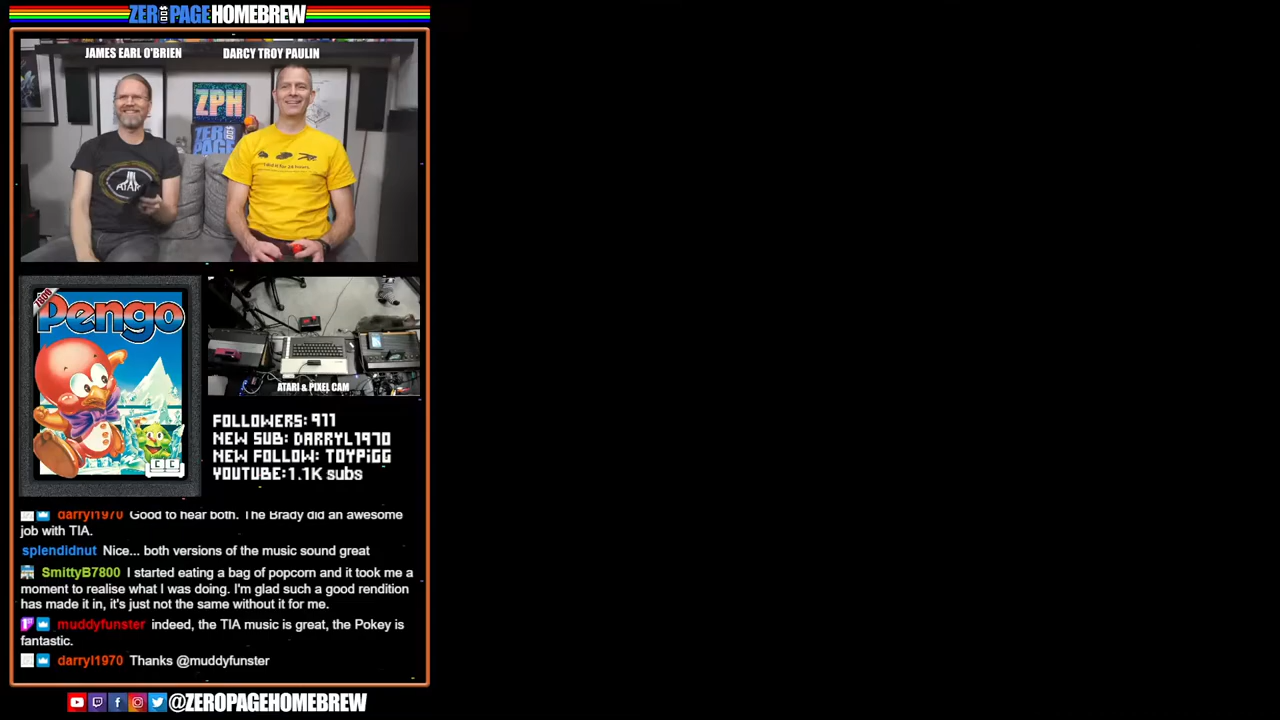 ZEROPAGEHOMEBREW
JAMES EARL O'BRIEN
DARCY TROY PAULIN
ZPH
ZERO
PAGE
ATARI
7800
Pengo
ATARI & PIXEL CAM
FOLLOWERS: 911
NEW SUB: DARRYL1970
NEW FOLLOW: TOYPIGG
YOUTUBE:1.1K subs
darryl1970 Good to hear both. The Brady did an awesome
job with TIA.
splendidnut Nice... both versions of the music sound great
SmittyB7800 I started eating a bag of popcorn and it took me a
moment to realise what I was doing. I'm glad such a good rendition
has made it in, it's just not the same without it for me.
muddyfunster indeed, the TIA music is great, the Pokey is
fantastic.
darryl1970 Thanks @muddyfunster
@ZEROPAGEHOMEBREW